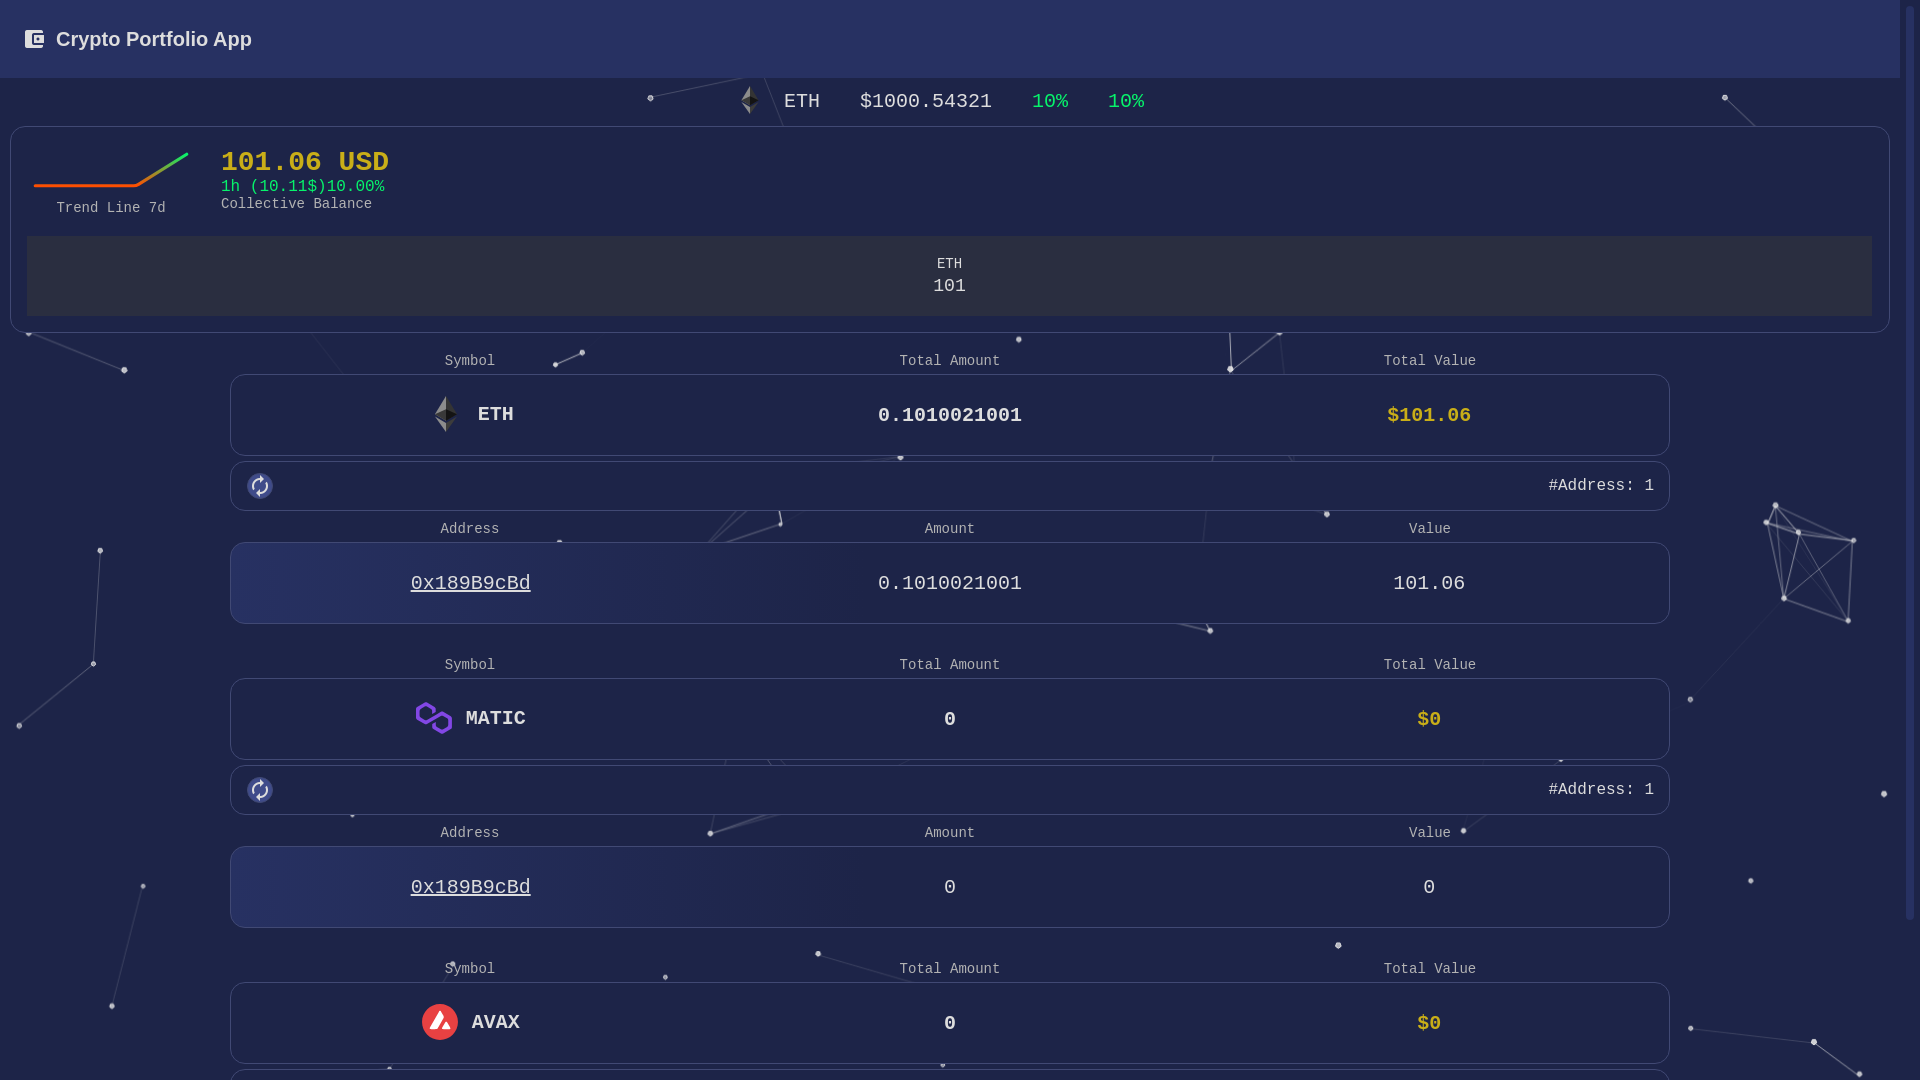 Crypto Portfolio App
ETH $1000.54321 10% 10%
101.06 USD
1h (10.11$)10.00%
Collective Balance
Trend Line 7d
ETH
101
Symbol Total Amount Total Value
ETH 0.1010021001 $101.06
#Address: 1
Address Amount Value
0x189B9cBd 0.1010021001 101.06
Symbol Total Amount Total Value
MATIC 0 $0
#Address: 1
Address Amount Value
0x189B9cBd 0 0
Symbol Total Amount Total Value
AVAX 0 $0